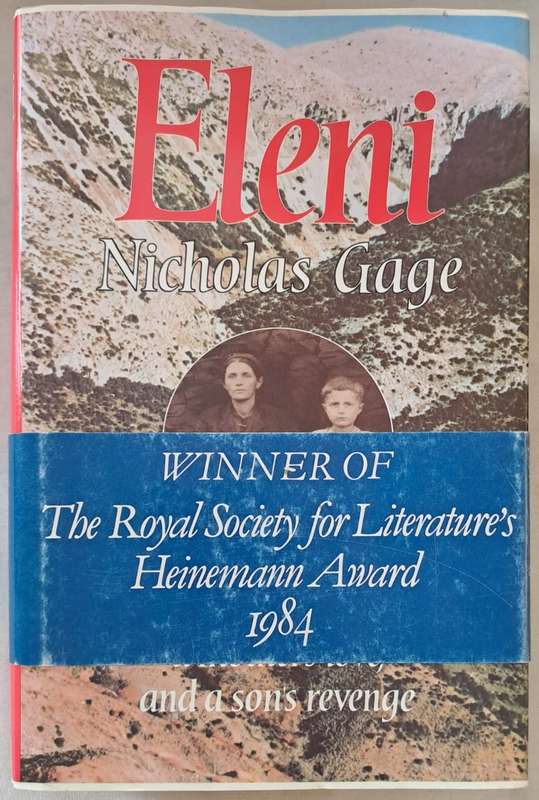 Eleni
Nicholas Gage
WINNER OF
The Royal Society for Literature's
Heinemann Award
1984
and a son's revenge